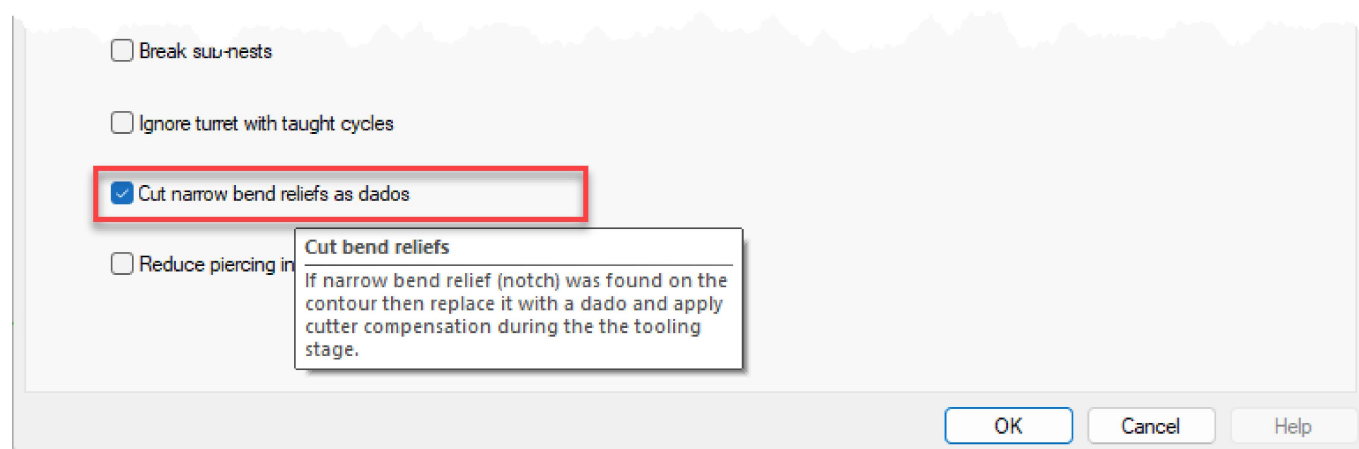 Break sub-nests
Ignore turret with taught cycles
Cut narrow bend reliefs as dados
Cut bend reliefs
Reduce piercing in
If narrow bend relief (notch) was found on the
contour then replace it with a dado and apply
cutter compensation during the the tooling
stage.
OK Cancel Help